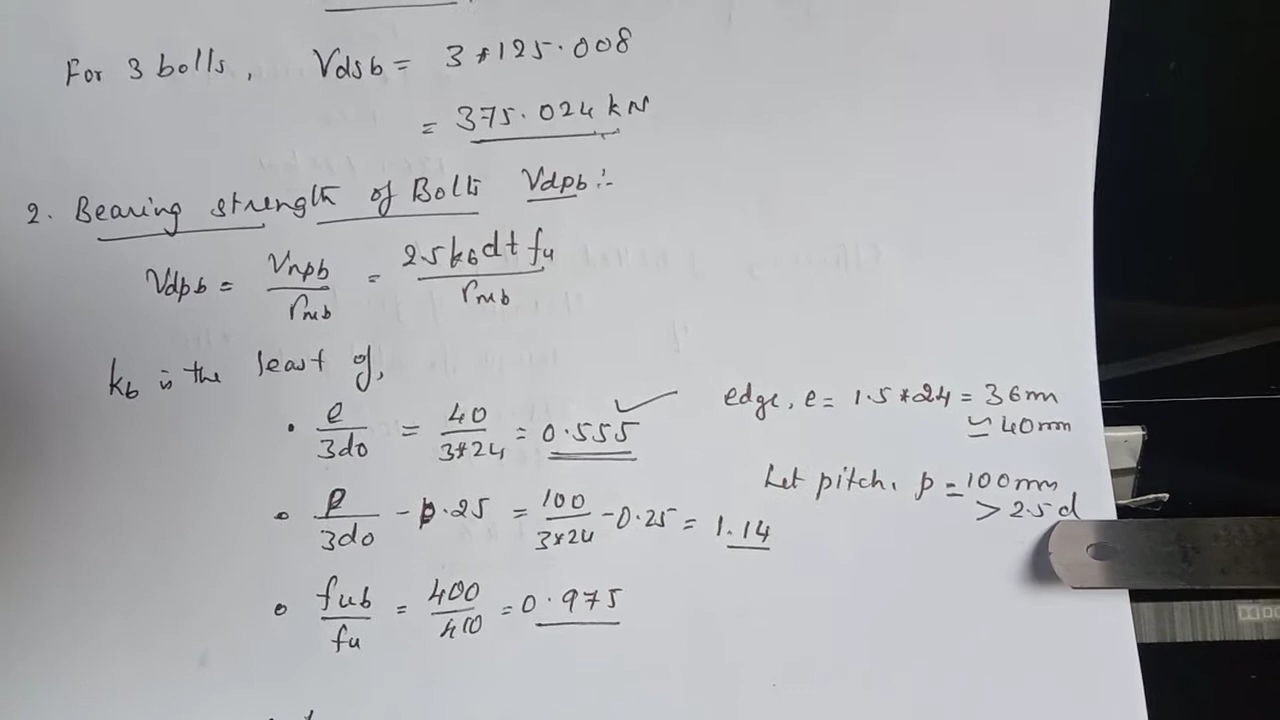 For 3 bolts, Vdsb = 3 * 125.008
= 375.024 kN
2. Bearing strength of Bolts Vdpb :-
Vdpb = Vnpb / Γmb = 2.5 kb d t fu / Γmb
kb is the least of,
• e / 3do = 40 / 3*24 = 0.555 ✓
edge, e = 1.5 * 24 = 36m
≃ 40mm
• P / 3do - 0.25 = 100 / 3*24 - 0.25 = 1.14
Let pitch, p = 100mm
> 2.5 d
• fub / fu = 400 / 410 = 0.975